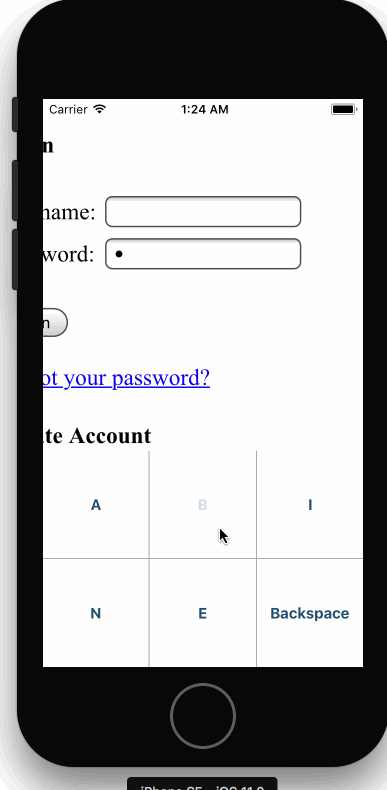 Carrier 1:24 AM
n
name:
word: •
n
ot your password?
te Account
A B I
N E Backspace
iPhone SE - iOS 11.0